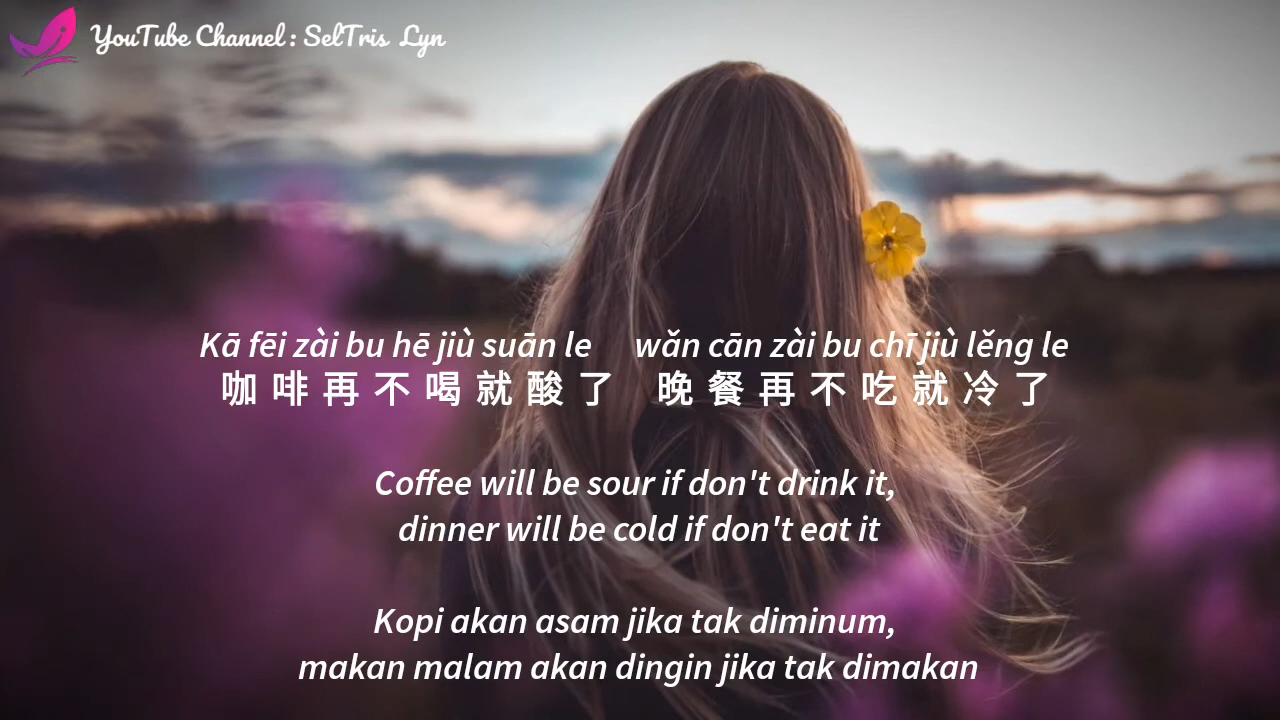 YouTube Channel : SelTris Lyn
Kā fēi zài bu hē jiù suān le wǎn cān zài bu chī jiù lěng le
咖啡再不喝就酸了 晚餐再不吃就冷了
Coffee will be sour if don't drink it,
dinner will be cold if don't eat it
Kopi akan asam jika tak diminum,
makan malam akan dingin jika tak dimakan